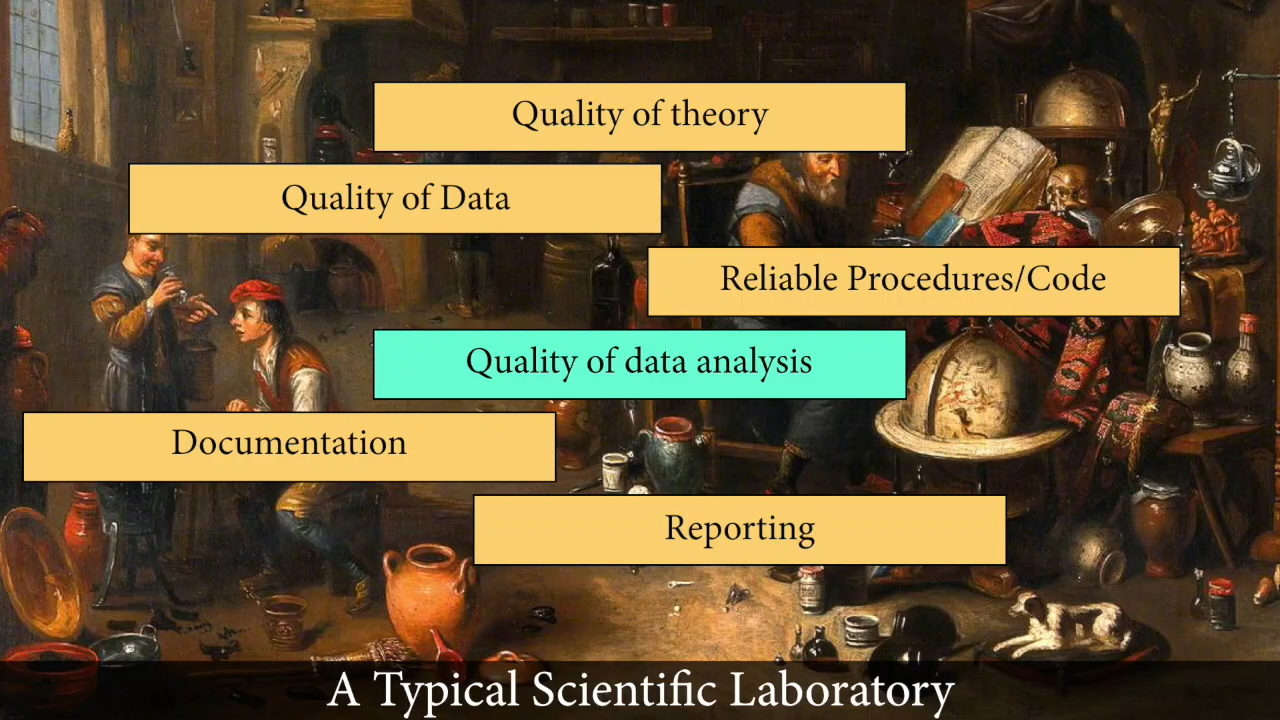 Quality of theory
Quality of Data
Reliable Procedures/Code
Quality of data analysis
Documentation
Reporting
A Typical Scientific Laboratory